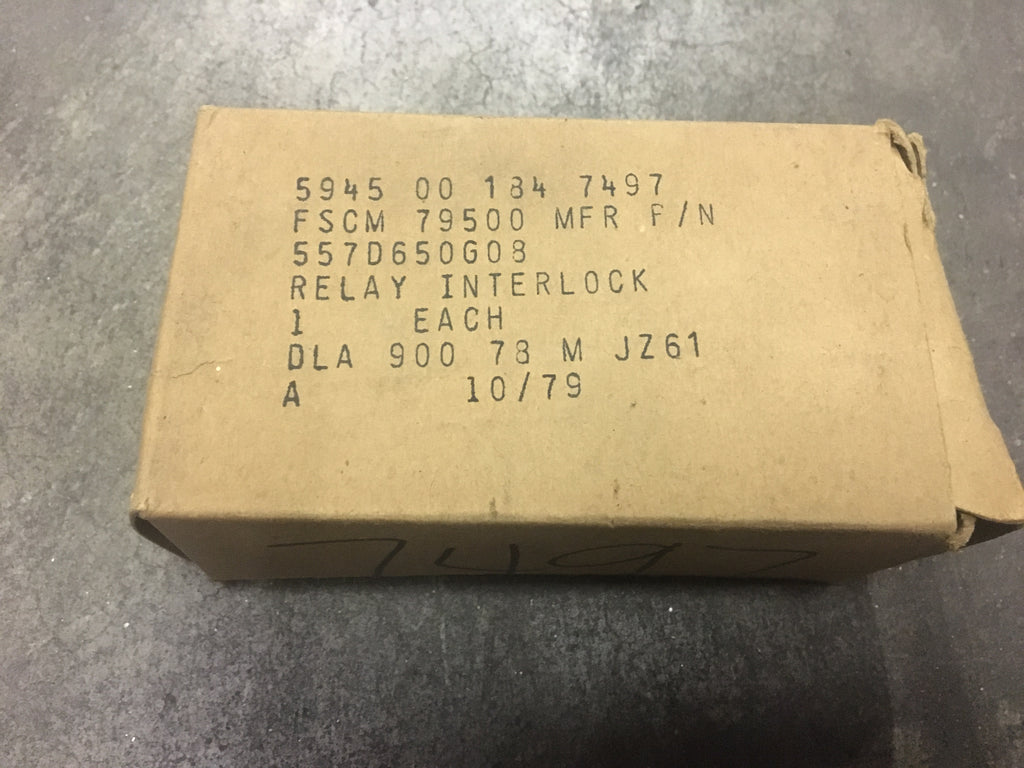 5945 00 184 7497
FSCM 79500 MFR P/N
557D650G08
RELAY INTERLOCK
1 EACH
DLA 900 78 M JZ61
A 10/79
7497